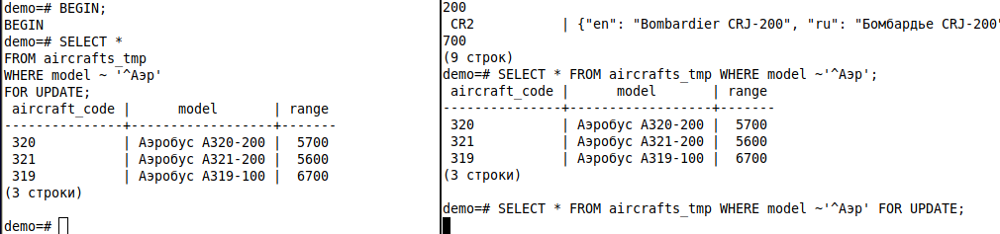 demo=# BEGIN;
BEGIN
demo=# SELECT *
FROM aircrafts_tmp
WHERE model ~ '^Аэр'
FOR UPDATE;
 aircraft_code |      model       | range
---------------+------------------+-------
 320           | Аэробус A320-200 |  5700
 321           | Аэробус A321-200 |  5600
 319           | Аэробус A319-100 |  6700
(3 строки)
demo=#
200
 CR2           | {"en": "Bombardier CRJ-200", "ru": "Бомбардье CRJ-200"
700
(9 строк)
demo=# SELECT * FROM aircrafts_tmp WHERE model ~'^Аэр';
 aircraft_code |      model       | range
---------------+------------------+-------
 320           | Аэробус A320-200 |  5700
 321           | Аэробус A321-200 |  5600
 319           | Аэробус A319-100 |  6700
(3 строки)
demo=# SELECT * FROM aircrafts_tmp WHERE model ~'^Аэр' FOR UPDATE;